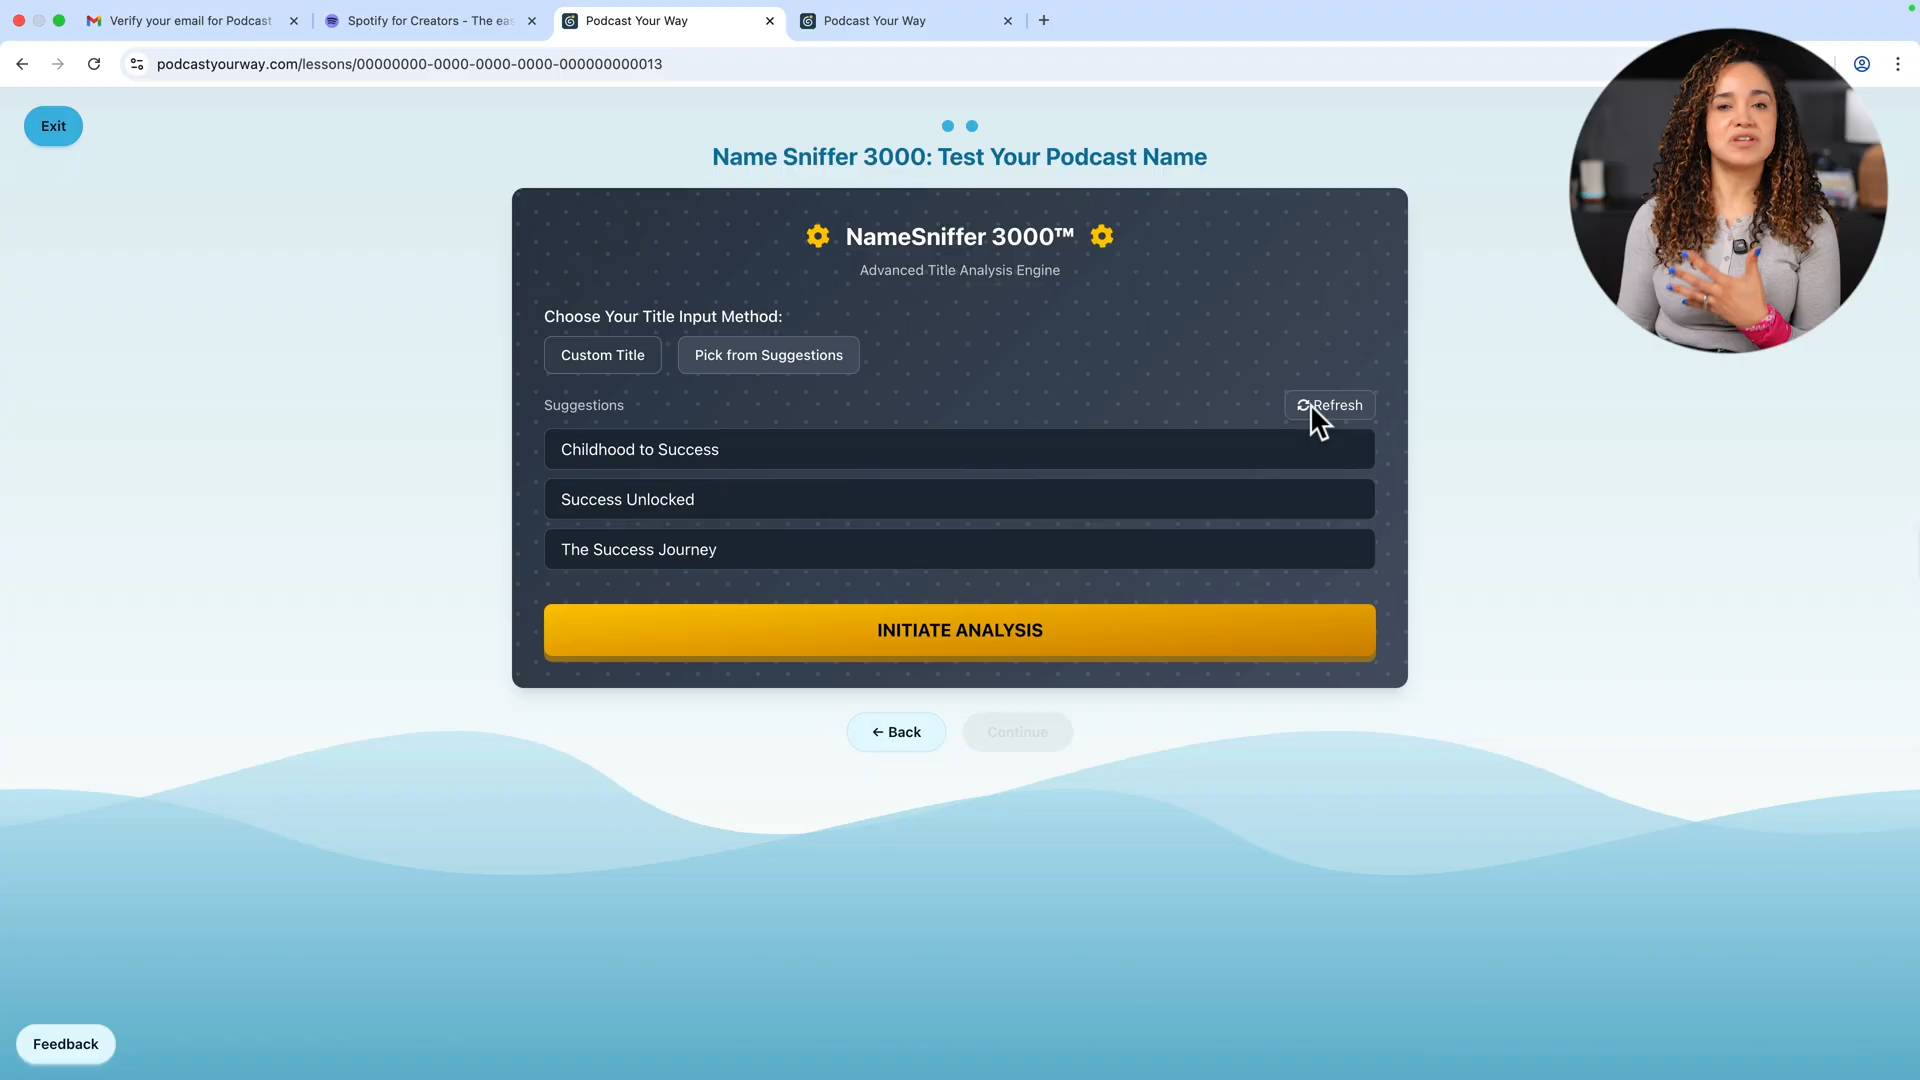 Verify your email for Podcast
Spotify for Creators - The eas
Podcast Your Way
Podcast Your Way
podcastyourway.com/lessons/00000000-0000-0000-0000-000000000013
Exit
Name Sniffer 3000: Test Your Podcast Name
NameSniffer 3000™
Advanced Title Analysis Engine
Choose Your Title Input Method:
Custom Title
Pick from Suggestions
Suggestions
Refresh
Childhood to Success
Success Unlocked
The Success Journey
INITIATE ANALYSIS
← Back
Continue
Feedback